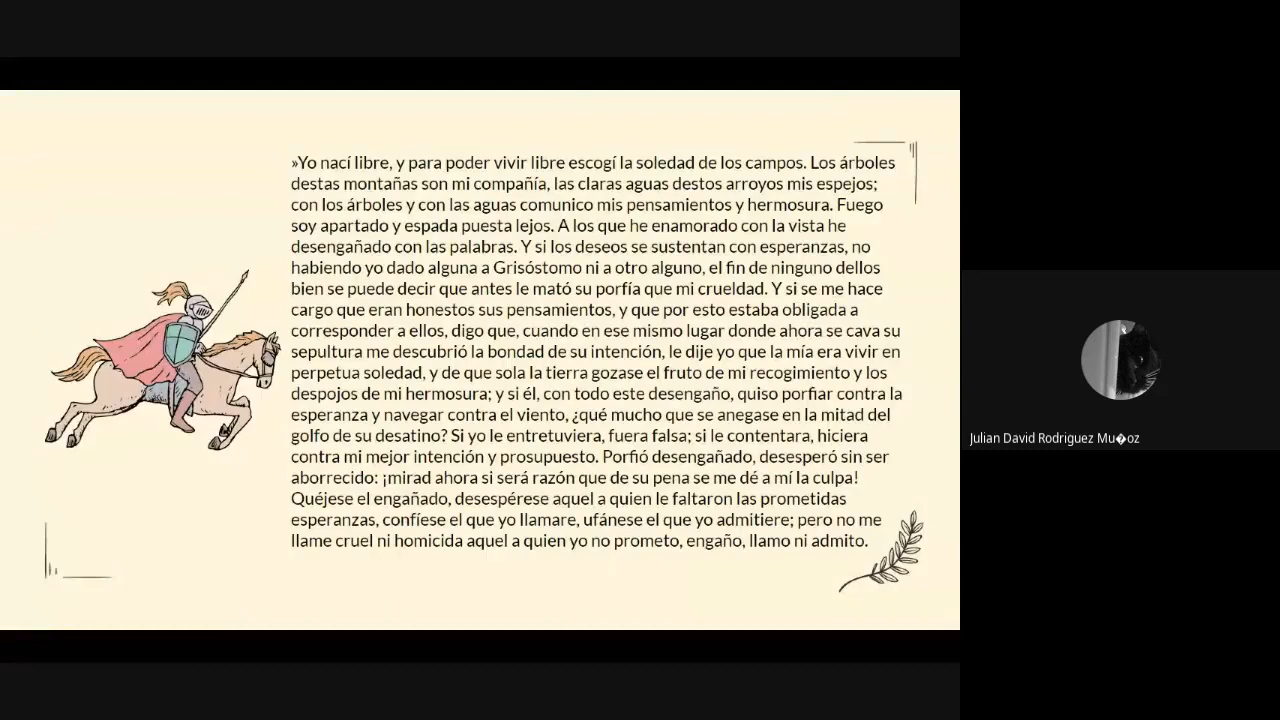 »Yo nací libre, y para poder vivir libre escogí la soledad de los campos. Los árboles
destas montañas son mi compañía, las claras aguas destos arroyos mis espejos;
con los árboles y con las aguas comunico mis pensamientos y hermosura. Fuego
soy apartado y espada puesta lejos. A los que he enamorado con la vista he
desengañado con las palabras. Y si los deseos se sustentan con esperanzas, no
habiendo yo dado alguna a Grisóstomo ni a otro alguno, el fin de ninguno dellos
bien se puede decir que antes le mató su porfía que mi crueldad. Y si se me hace
cargo que eran honestos sus pensamientos, y que por esto estaba obligada a
corresponder a ellos, digo que, cuando en ese mismo lugar donde ahora se cava su
sepultura me descubrió la bondad de su intención, le dije yo que la mía era vivir en
perpetua soledad, y de que sola la tierra gozase el fruto de mi recogimiento y los
despojos de mi hermosura; y si él, con todo este desengaño, quiso porfiar contra la
esperanza y navegar contra el viento, ¿qué mucho que se anegase en la mitad del
golfo de su desatino? Si yo le entretuviera, fuera falsa; si le contentara, hiciera
contra mi mejor intención y prosupuesto. Porfió desengañado, desesperó sin ser
aborrecido: ¡mirad ahora si será razón que de su pena se me dé a mí la culpa!
Quéjese el engañado, desespérese aquel a quien le faltaron las prometidas
esperanzas, confíese el que yo llamare, ufánese el que yo admitiere; pero no me
llame cruel ni homicida aquel a quien yo no prometo, engaño, llamo ni admito.
Julian David Rodriguez Mu�oz